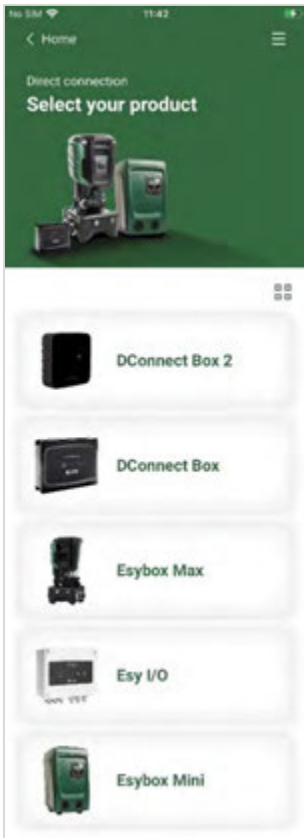 No SIM 11:42
Home
Direct connection
Select your product
DConnect Box 2
DConnect Box
Esybox Max
Esy I/O
Esybox Mini